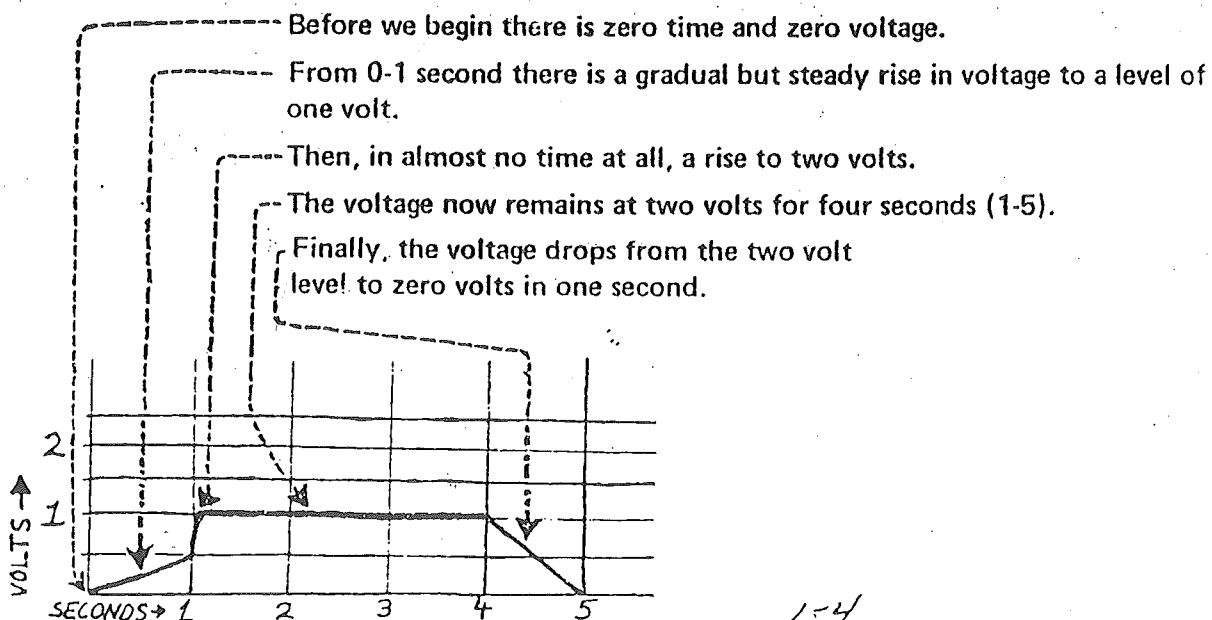 Before we begin there is zero time and zero voltage.
From 0-1 second there is a gradual but steady rise in voltage to a level of
one volt.
Then, in almost no time at all, a rise to two volts.
The voltage now remains at two volts for four seconds (1-5).
Finally, the voltage drops from the two volt
level to zero volts in one second.
2
1
VOLTS →
SECONDS → 1 2 3 4 5
1-4